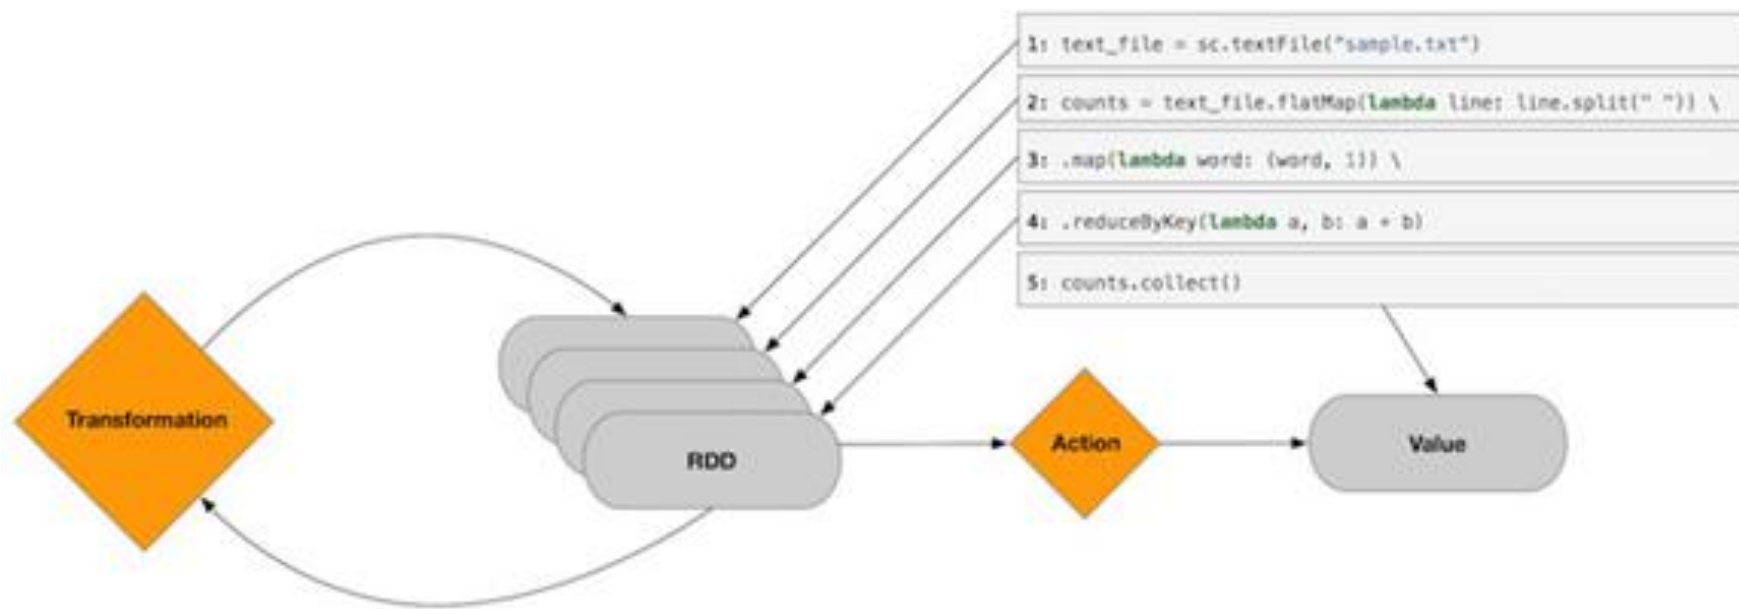 1: text_file = sc.textFile("sample.txt")
2: counts = text_file.flatMap(lambda line: line.split(" ")) \
3: .map(lambda word: (word, 1)) \
4: .reduceByKey(lambda a, b: a + b)
5: counts.collect()
Transformation
RDD
Action
Value